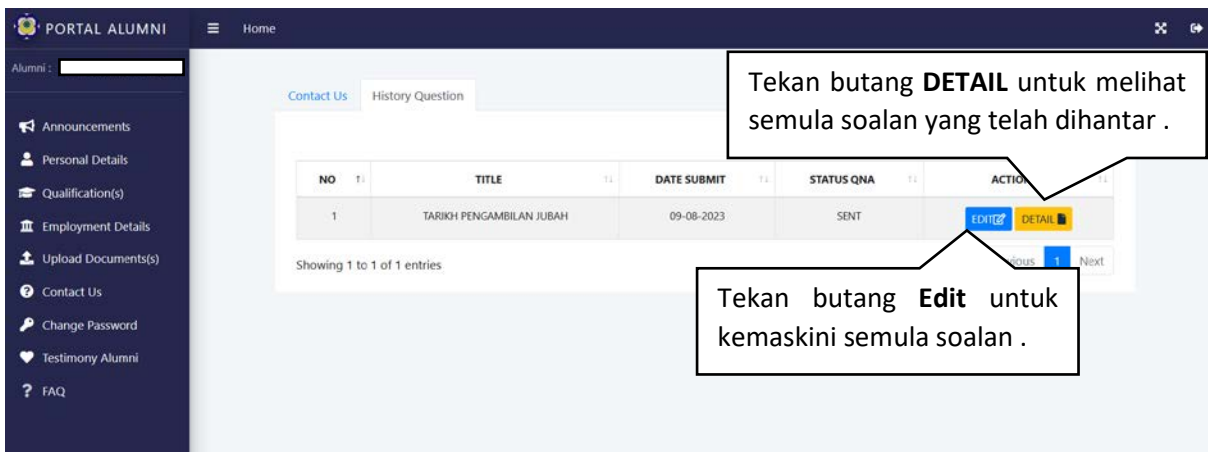 PORTAL ALUMNI
Home
Alumni :
Announcements
Personal Details
Qualification(s)
Employment Details
Upload Documents(s)
Contact Us
Change Password
Testimony Alumni
? FAQ
Contact Us History Question
Tekan butang DETAIL untuk melihat
semula soalan yang telah dihantar .
NO TITLE DATE SUBMIT STATUS QNA
1 TARIKH PENGAMBILAN JUBAH 09-08-2023 SENT EDIT DETAIL
Showing 1 to 1 of 1 entries
1 Next
Tekan butang Edit untuk
kemaskini semula soalan .